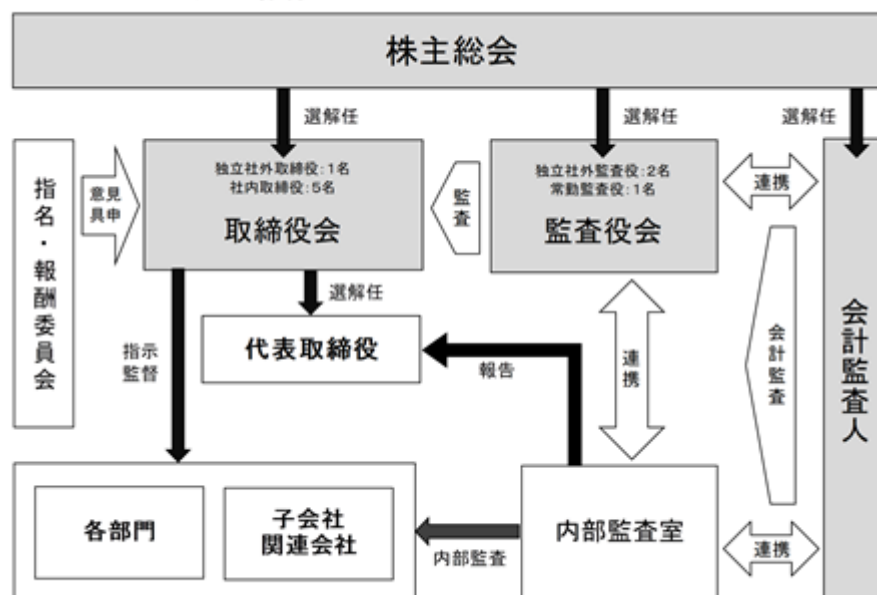 株主総会
選解任
選解任
選解任
指名・報酬委員会
意見
具申
独立社外取締役：1名
社内取締役：5名
取締役会
監査
独立社外監査役：2名
常勤監査役：1名
監査役会
連携
会計監査人
選解任
代表取締役
指示
監督
報告
連携
会計監査
各部門
子会社
関連会社
内部監査
内部監査室
連携